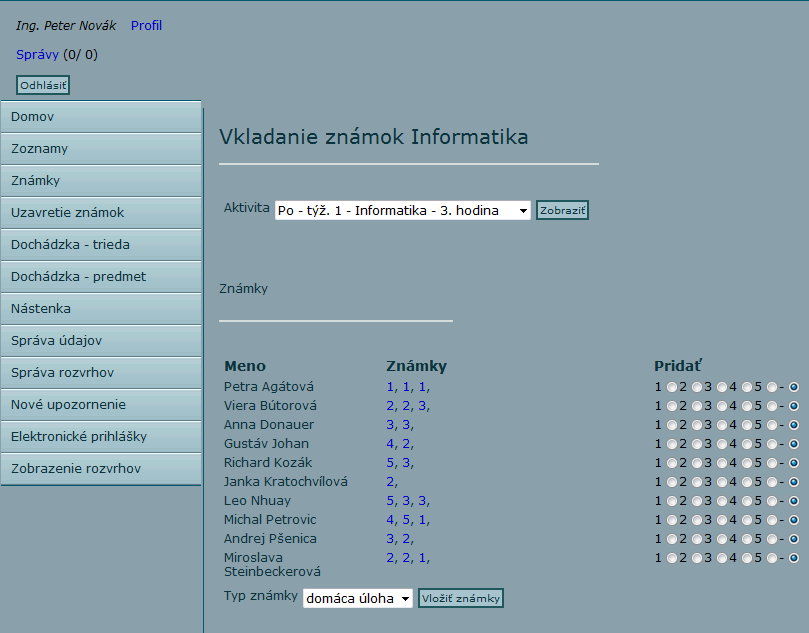 Ing. Peter Novák Profil
Správy (0/ 0)
Odhlásiť
Domov
Zoznamy
Známky
Uzavretie známok
Dochádzka - trieda
Dochádzka - predmet
Nástenka
Správa údajov
Správa rozvrhov
Nové upozornenie
Elektronické prihlášky
Zobrazenie rozvrhov
Vkladanie známok Informatika
Aktivita Po - týž. 1 - Informatika - 3. hodina Zobraziť
Známky
Meno Známky Pridať
Petra Agátová 1, 1, 1, 1 2 3 4 5 -
Viera Bútorová 2, 2, 3, 1 2 3 4 5 -
Anna Donauer 3, 3, 1 2 3 4 5 -
Gustáv Johan 4, 2, 1 2 3 4 5 -
Richard Kozák 5, 3, 1 2 3 4 5 -
Janka Kratochvílová 2, 1 2 3 4 5 -
Leo Nhuay 5, 3, 3, 1 2 3 4 5 -
Michal Petrovic 4, 5, 1, 1 2 3 4 5 -
Andrej Pšenica 3, 2, 1 2 3 4 5 -
Miroslava 2, 2, 1, 1 2 3 4 5 -
Steinbeckerová
Typ známky domáca úloha Vložiť známky